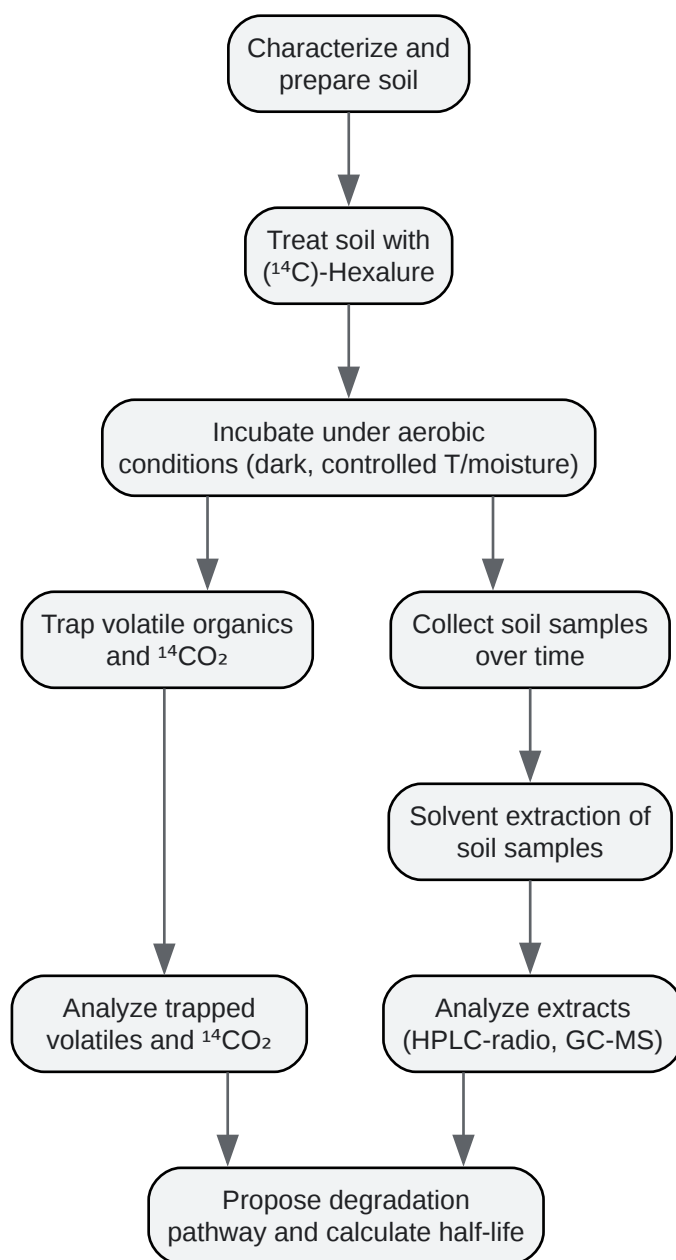 Characterize and
prepare soil
Treat soil with
(¹⁴C)-Hexalure
Incubate under aerobic
conditions (dark, controlled T/moisture)
Trap volatile organics
and ¹⁴CO₂
Collect soil samples
over time
Solvent extraction of
soil samples
Analyze trapped
volatiles and ¹⁴CO₂
Analyze extracts
(HPLC-radio, GC-MS)
Propose degradation
pathway and calculate half-life